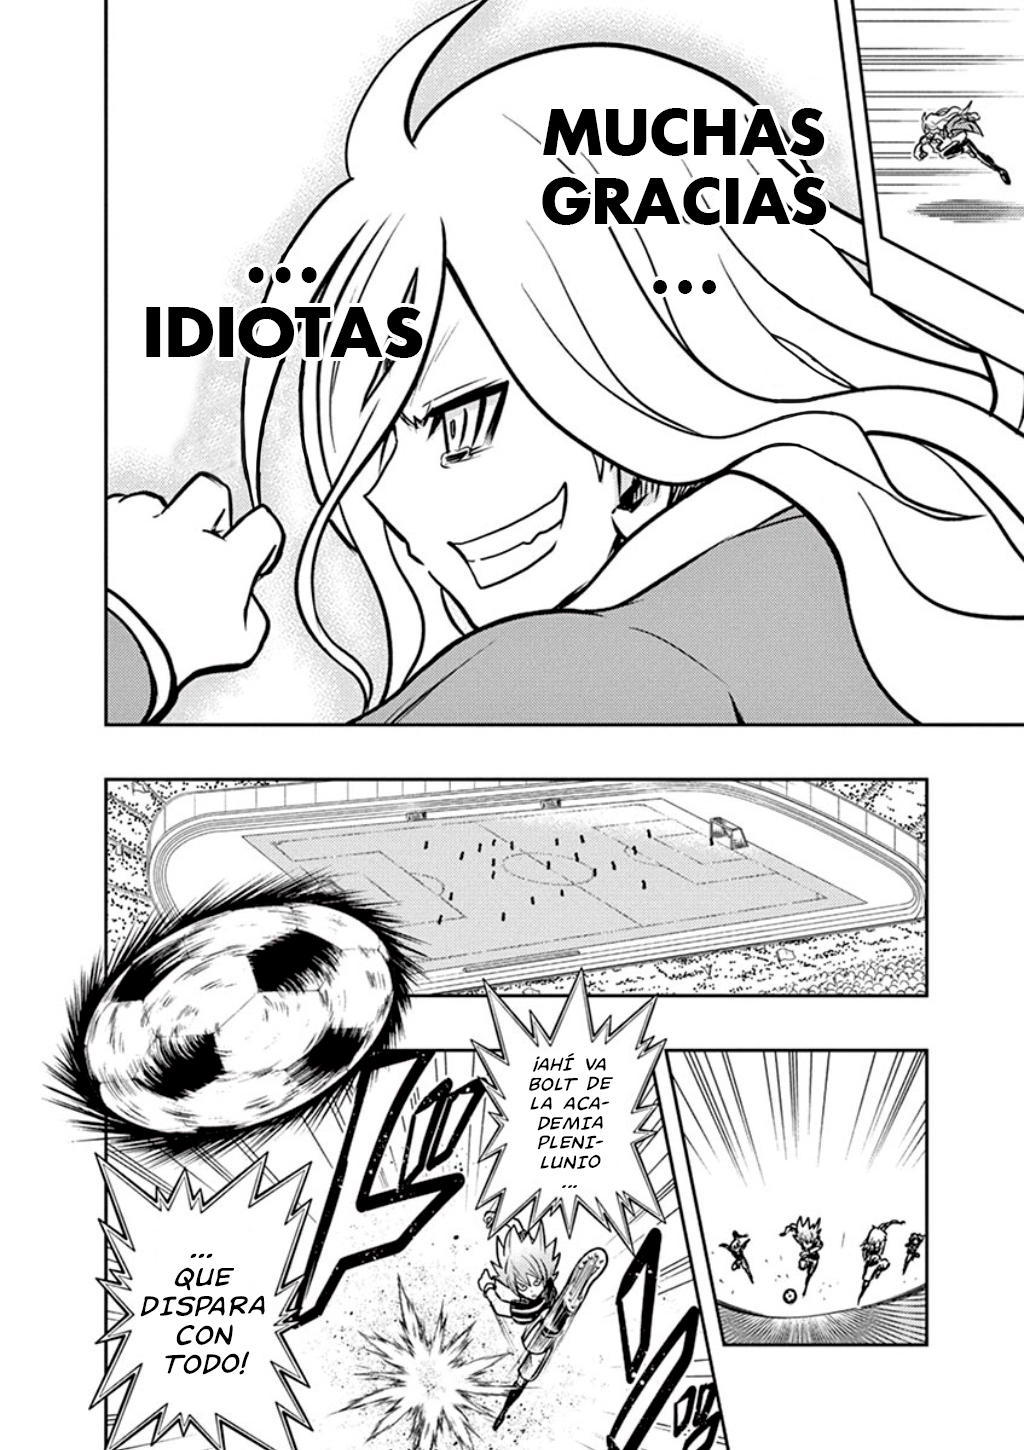 MUCHAS
GRACIAS
...
...
IDIOTAS
¡AHÍ VA
BOLT DE
LA ACA-
DEMIA
PLENI-
LUNIO
...
...
QUE
DISPARA
CON
TODO!